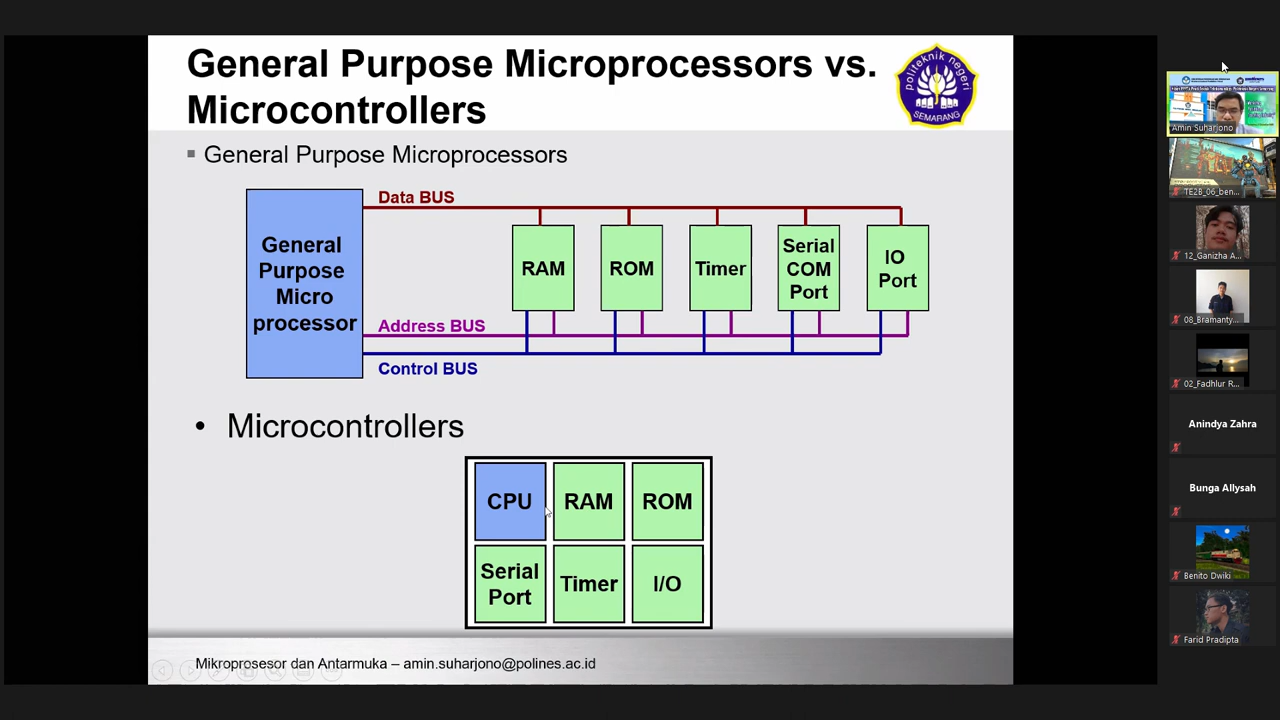 General Purpose Microprocessors vs.
Microcontrollers
politeknik negeri
SEMARANG
General Purpose Microprocessors
Data BUS
General
Purpose
Micro
processor
RAM
ROM
Timer
Serial
COM
Port
IO
Port
Address BUS
Control BUS
• Microcontrollers
CPU
RAM
ROM
Serial
Port
Timer
I/O
Mikroprosesor dan Antarmuka – amin.suharjono@polines.ac.id
Amin Suharjono
TE2B_06_ben...
12_Ganizha A...
08_Bramanty...
02_Fadhlur R...
Anindya Zahra
Bunga Allysah
Benito Dwiki
Farid Pradipta